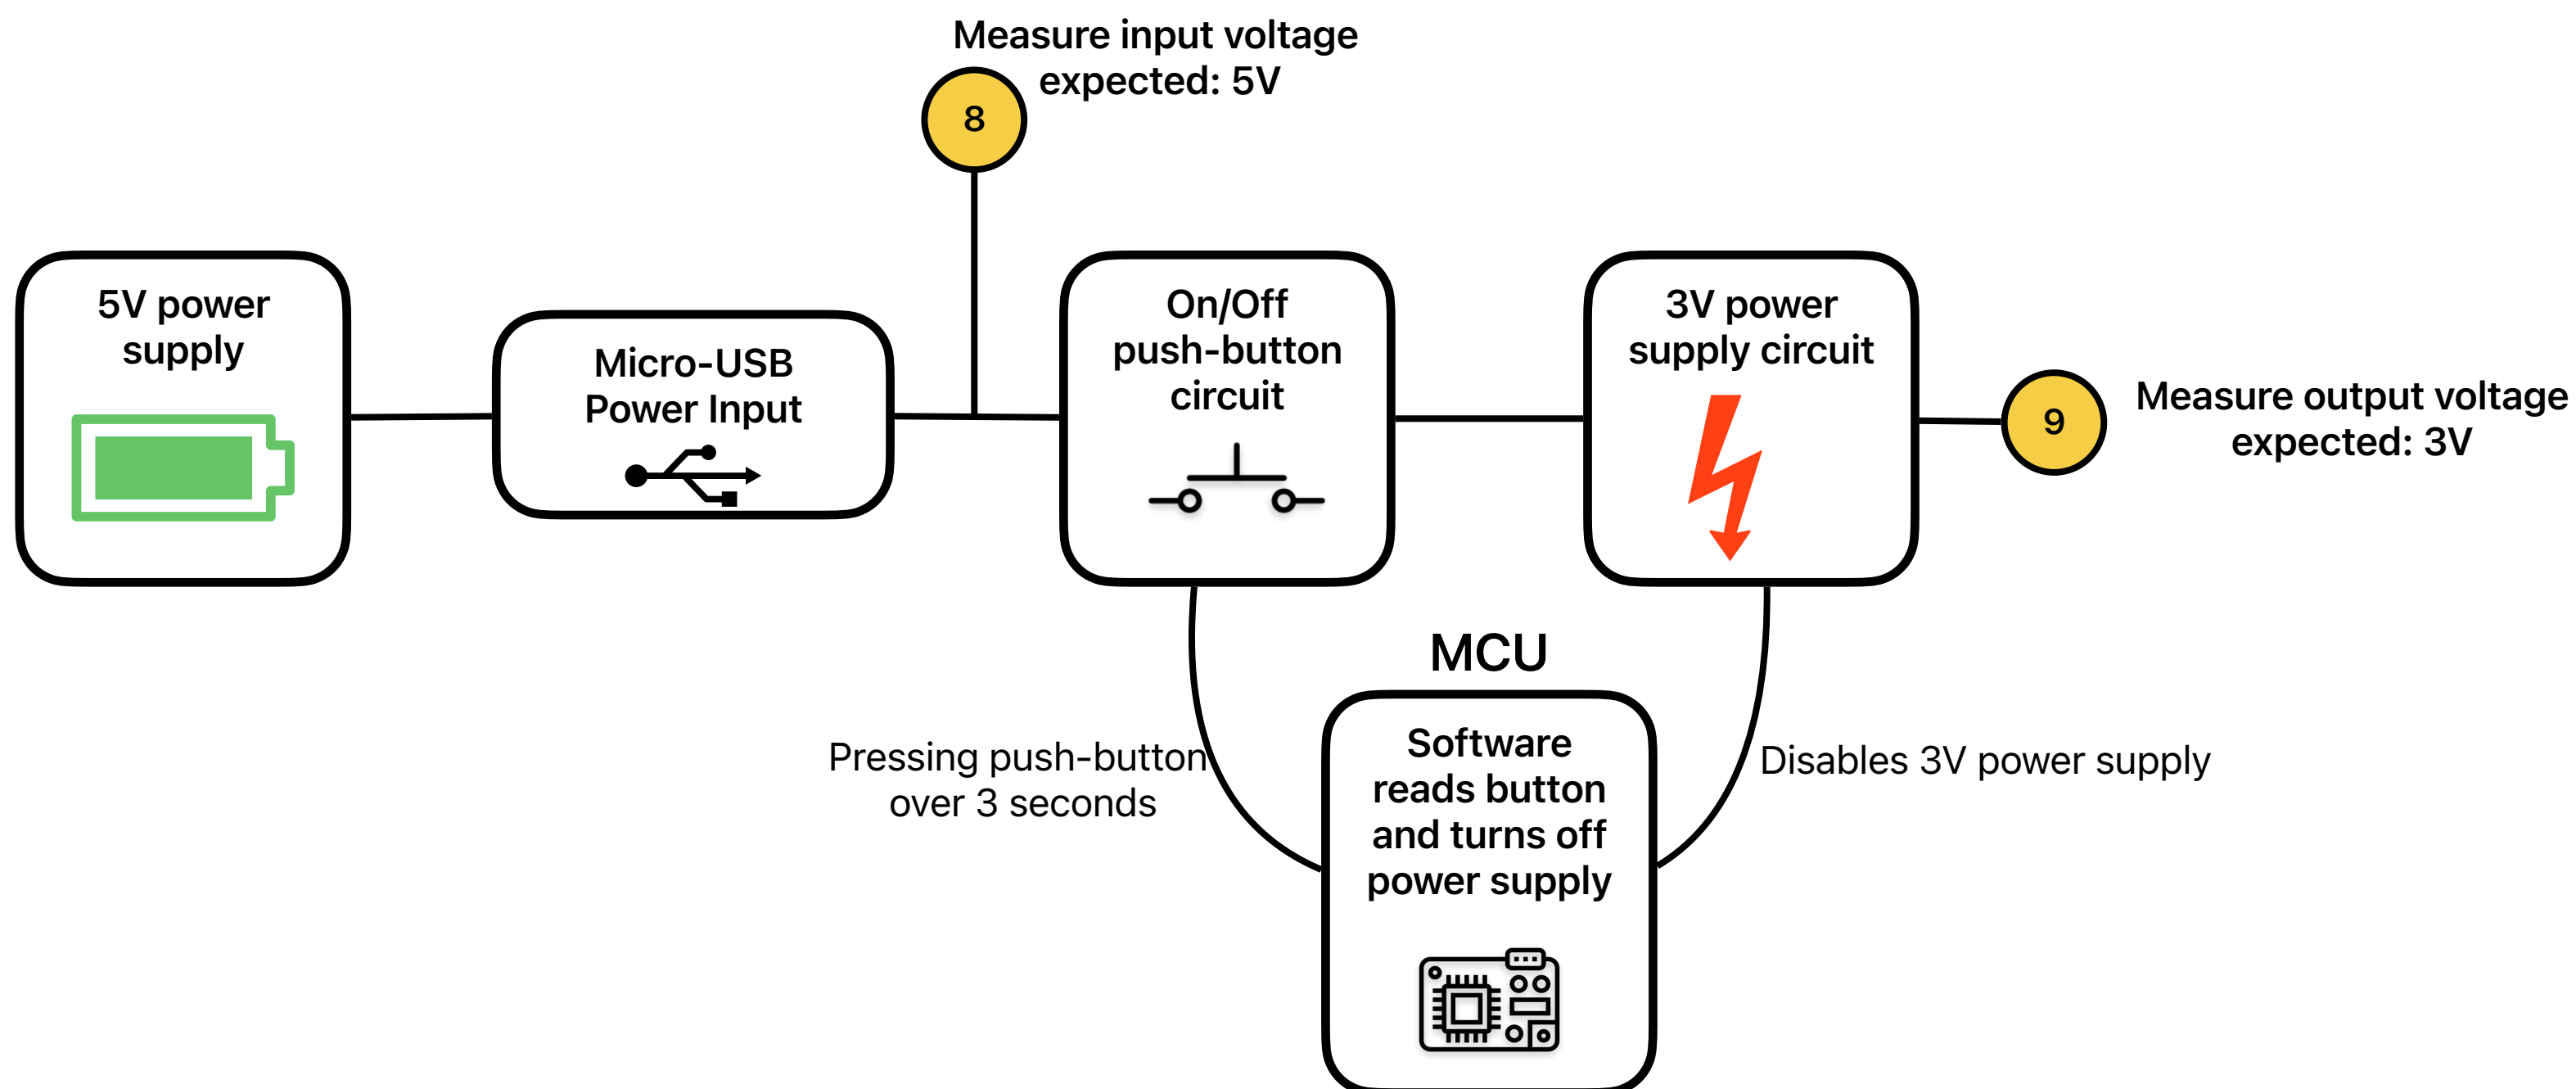 Measure input voltage
expected: 5V
8
5V power
supply
Micro-USB
Power Input
On/Off
push-button
circuit
3V power
supply circuit
9
Measure output voltage
expected: 3V
MCU
Pressing push-button
over 3 seconds
Software
reads button
and turns off
power supply
Disables 3V power supply